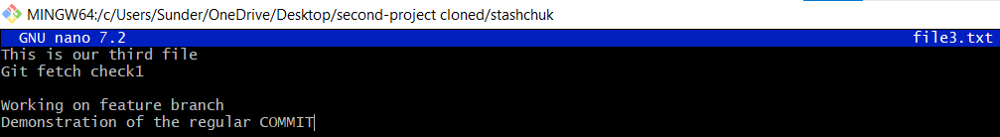 MINGW64:/c/Users/Sunder/OneDrive/Desktop/second-project cloned/stashchuk
GNU nano 7.2 file3.txt
This is our third file
Git fetch check1
Working on feature branch
Demonstration of the regular COMMIT